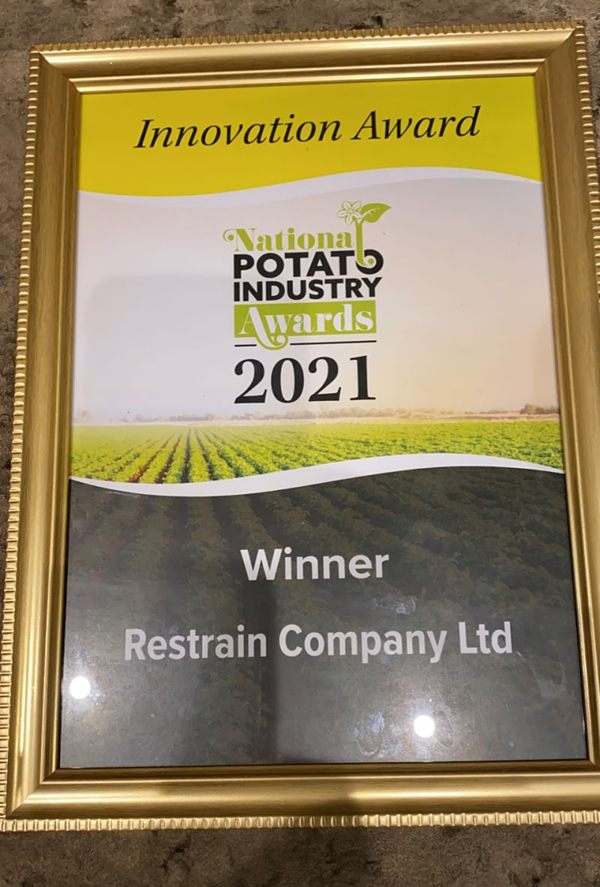 Innovation Award
National
POTATO
INDUSTRY
Awards
2021
Winner
Restrain Company Ltd